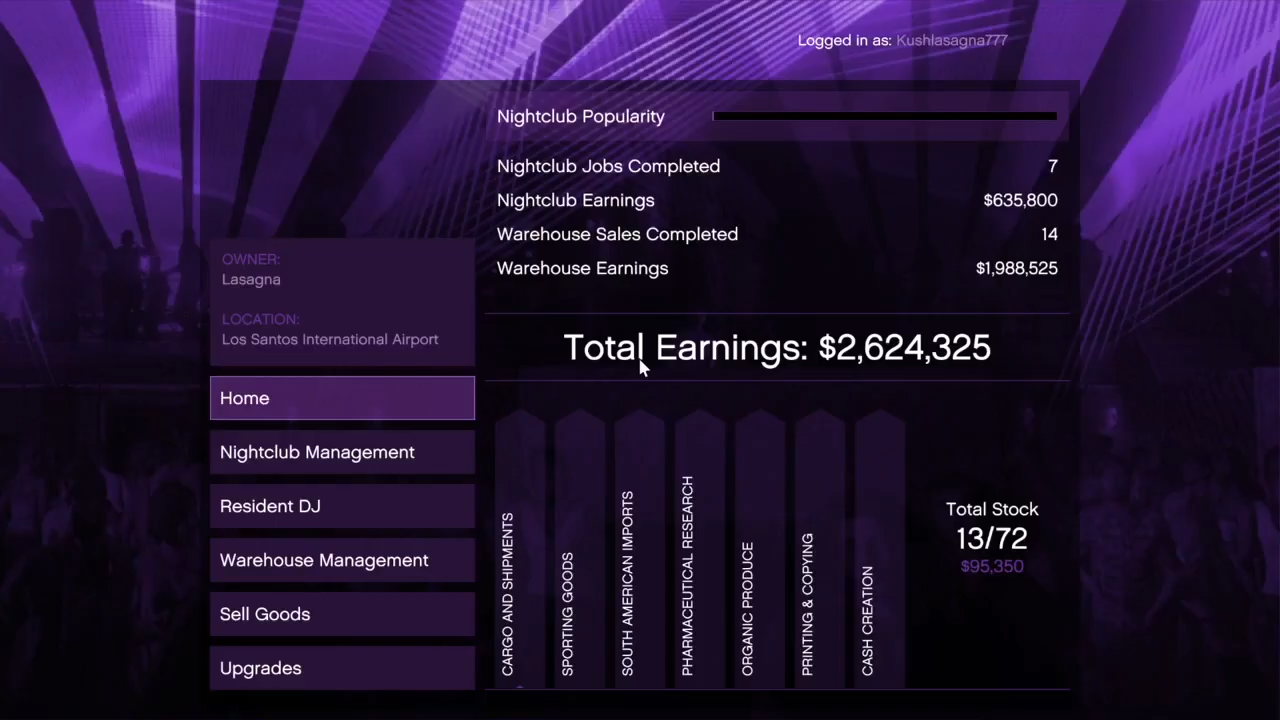 Logged in as: Kushlasagna777
Nightclub Popularity
Nightclub Jobs Completed 7
Nightclub Earnings $635,800
Warehouse Sales Completed 14
Warehouse Earnings $1,988,525
OWNER:
Lasagna
LOCATION:
Los Santos International Airport
Total Earnings: $2,624,325
Home
Nightclub Management
Resident DJ
Warehouse Management
Sell Goods
Upgrades
CARGO AND SHIPMENTS
SPORTING GOODS
SOUTH AMERICAN IMPORTS
PHARMACEUTICAL RESEARCH
ORGANIC PRODUCE
PRINTING & COPYING
CASH CREATION
Total Stock
13/72
$95,350